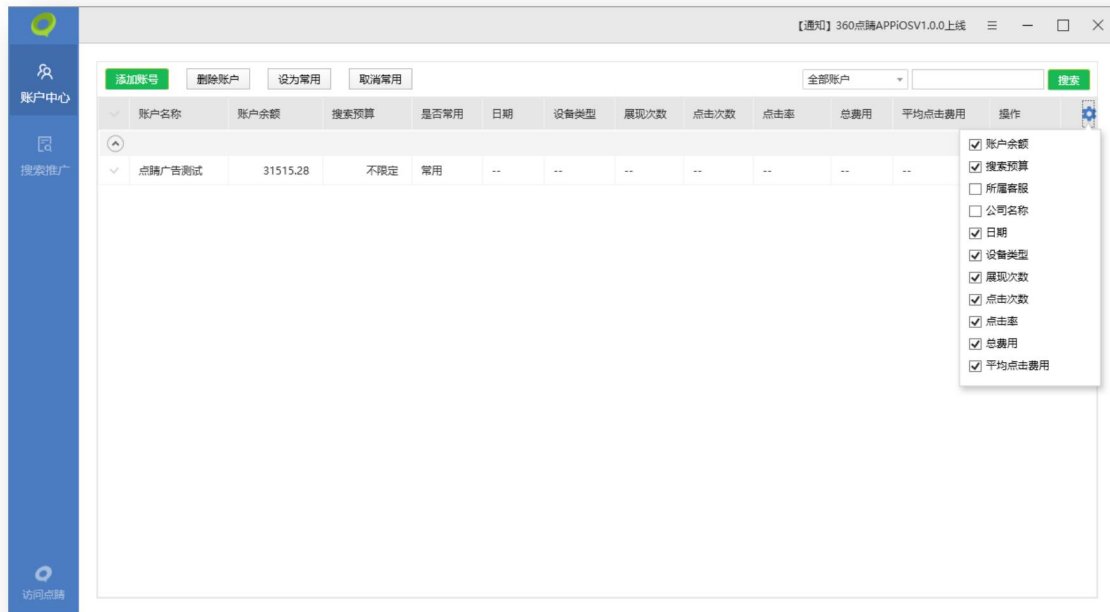 【通知】360点睛APPiOSV1.0.0上线
账户中心
搜索推广
访问点睛
添加账号 删除账户 设为常用 取消常用 全部账户 搜索
账户名称 账户余额 搜索预算 是否常用 日期 设备类型 展现次数 点击次数 点击率 总费用 平均点击费用 操作
点睛广告测试 31515.28 不限定 常用 -- -- -- -- -- -- --
账户余额
搜索预算
所属客服
公司名称
日期
设备类型
展现次数
点击次数
点击率
总费用
平均点击费用